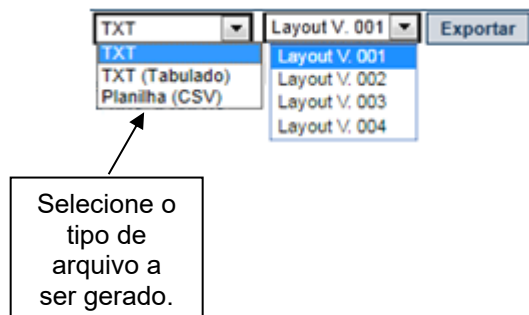 TXT Layout V. 001 Exportar
TXT Layout V. 001
TXT (Tabulado) Layout V. 002
Planilha (CSV) Layout V. 003
Layout V. 004
Selecione o
tipo de
arquivo a
ser gerado.